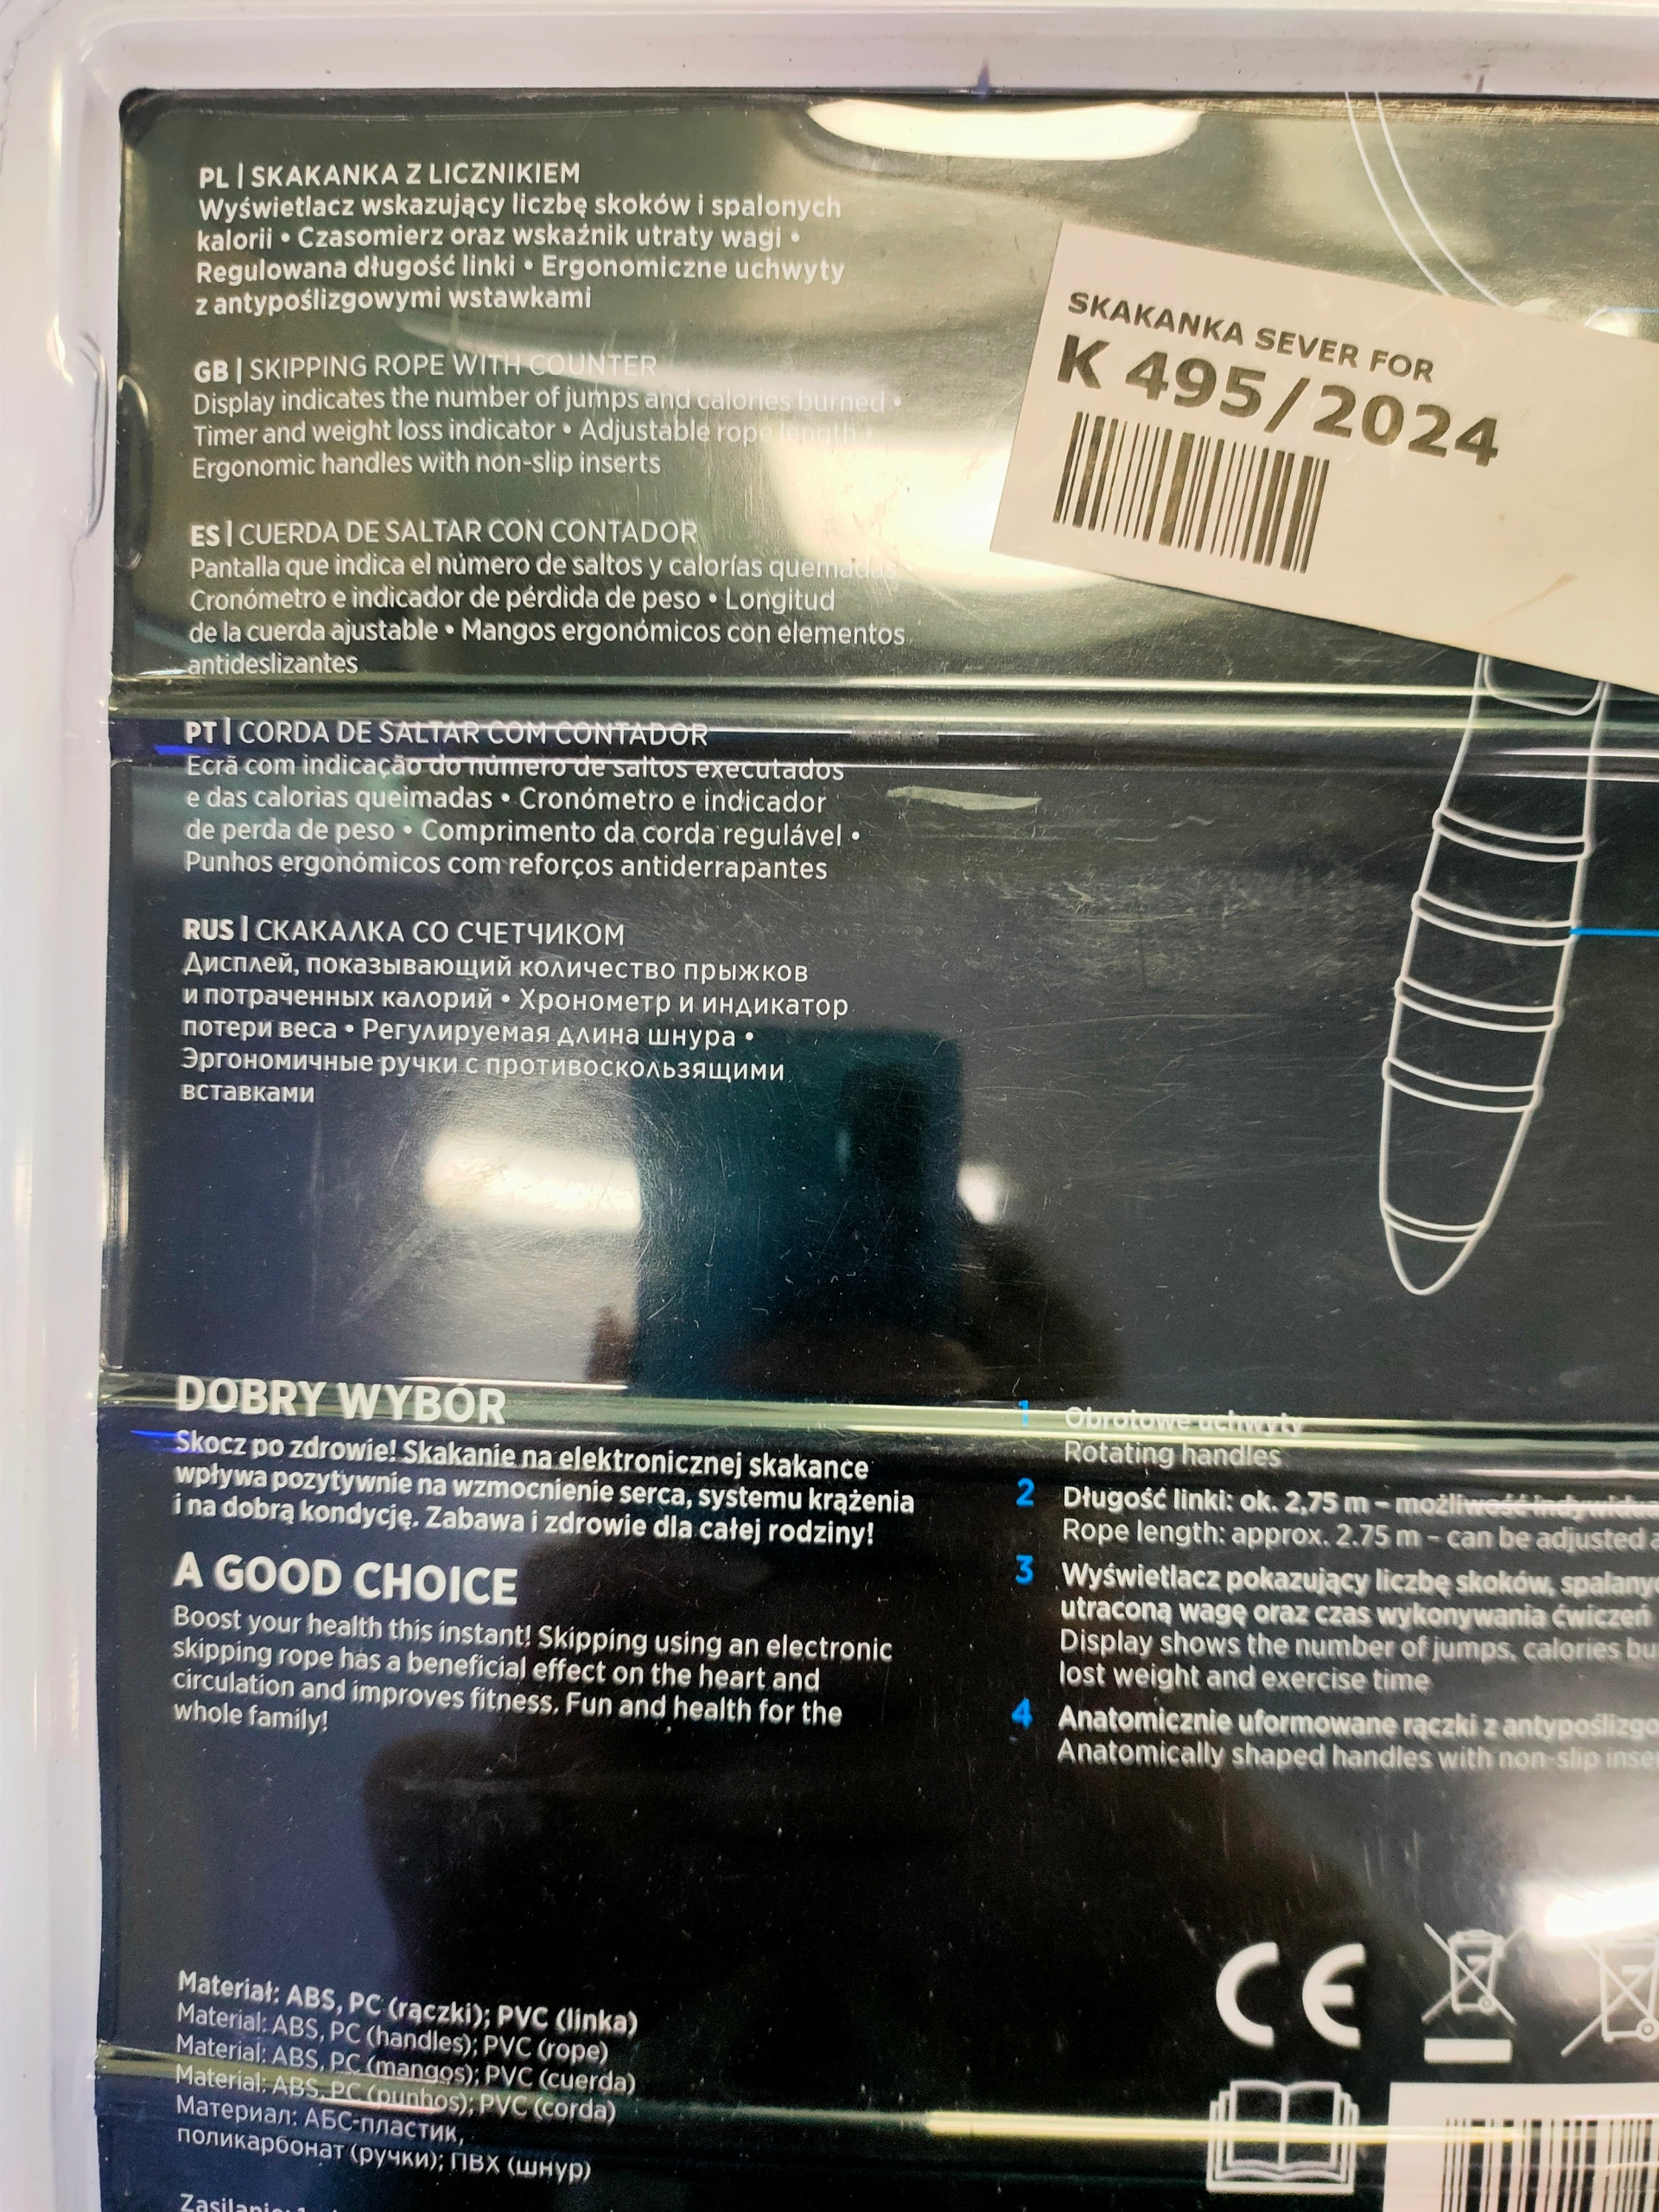 PL | SKAKANKA Z LICZNIKIEM
Wyświetlacz wskazujący liczbę skoków i spalonych
kalorii • Czasomierz oraz wskaźnik utraty wagi •
Regulowana długość linki • Ergonomiczne uchwyty
z antypoślizgowymi wstawkami
GB | SKIPPING ROPE WITH COUNTER
Display indicates the number of jumps and calories burned •
Timer and weight loss indicator • Adjustable rope length •
Ergonomic handles with non-slip inserts
ES | CUERDA DE SALTAR CON CONTADOR
Pantalla que indica el número de saltos y calorías quemadas •
Cronómetro e indicador de pérdida de peso • Longitud
de la cuerda ajustable • Mangos ergonómicos con elementos
antideslizantes
PT | CORDA DE SALTAR COM CONTADOR
Ecrã com indicação do número de saltos executados
e das calorias queimadas • Cronómetro e indicador
de perda de peso • Comprimento da corda regulável •
Punhos ergonómicos com reforços antiderrapantes
RUS | СКАКАЛКА СО СЧЕТЧИКОМ
Дисплей, показывающий количество прыжков
и потраченных калорий • Хронометр и индикатор
потери веса • Регулируемая длина шнура •
Эргономичные ручки с противоскользящими
вставками
SKAKANKA SEVER FOR
K 495/2024
DOBRY WYBÓR
Skocz po zdrowie! Skakanie na elektronicznej skakance
wpływa pozytywnie na wzmocnienie serca, systemu krążenia
i na dobrą kondycję. Zabawa i zdrowie dla całej rodziny!
A GOOD CHOICE
Boost your health this instant! Skipping using an electronic
skipping rope has a beneficial effect on the heart and
circulation and improves fitness. Fun and health for the
whole family!
1 Obrotowe uchwyty
Rotating handles
2 Długość linki: ok. 2,75 m – możliwość
Rope length: approx. 2.75 m – can be adjusted
3 Wyświetlacz pokazujący liczbę skoków,
utraconą wagę oraz czas wykonywania ćwiczeń
Display shows the number of jumps, calories
lost weight and exercise time
4 Anatomicznie uformowane rączki z
Anatomically shaped handles with non-slip
Materiał: ABS, PC (rączki); PVC (linka)
Material: ABS, PC (handles); PVC (rope)
Material: ABS, PC (mangos); PVC (cuerda)
Material: ABS, PC (punhos); PVC (corda)
Материал: АБС-пластик,
поликарбонат (ручки); ПВХ (шнур)
CE